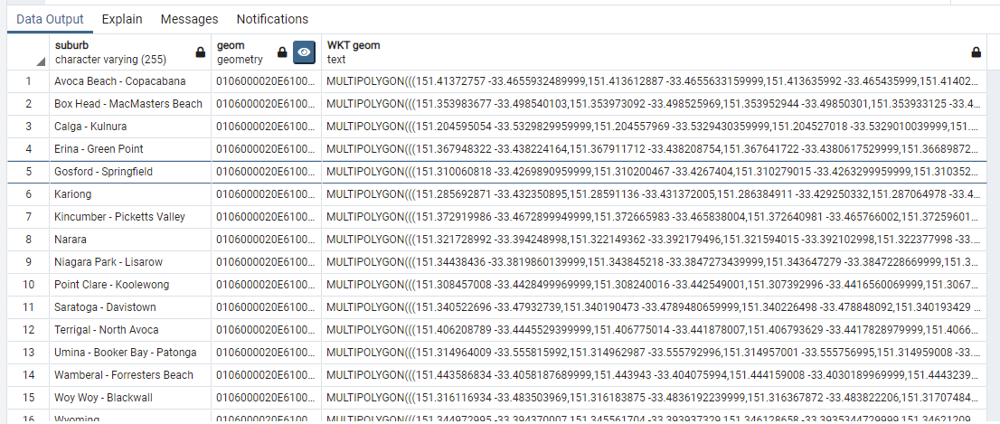 Data Output Explain Messages Notifications
suburb geom WKT geom
character varying (255) geometry text
1 Avoca Beach - Copacabana 0106000020E6100... MULTIPOLYGON(((151.41372757 -33.4655932489999,151.413612887 -33.4655633159999,151.413635992 -33.465435999,151.41402...
2 Box Head - MacMasters Beach 0106000020E6100... MULTIPOLYGON(((151.353983677 -33.498540103,151.353973092 -33.498525969,151.353952944 -33.49850301,151.353933125 -33.4...
3 Calga - Kulnura 0106000020E6100... MULTIPOLYGON(((151.204595054 -33.5329829959999,151.204557969 -33.5329430359999,151.204527018 -33.5329010039999,151....
4 Erina - Green Point 0106000020E6100... MULTIPOLYGON(((151.367948322 -33.438224164,151.367911712 -33.438208754,151.367641722 -33.4380617529999,151.36689872...
5 Gosford - Springfield 0106000020E6100... MULTIPOLYGON(((151.310060818 -33.4269890959999,151.310200467 -33.4267404,151.310279015 -33.4263299959999,151.310352...
6 Kariong 0106000020E6100... MULTIPOLYGON(((151.285692871 -33.432350895,151.28591136 -33.431372005,151.286384911 -33.429250332,151.287064978 -33.4...
7 Kincumber - Picketts Valley 0106000020E6100... MULTIPOLYGON(((151.372919986 -33.4672899949999,151.372665983 -33.465838004,151.372640981 -33.465766002,151.37259601...
8 Narara 0106000020E6100... MULTIPOLYGON(((151.321728992 -33.394248998,151.322149362 -33.392179496,151.321594015 -33.392102998,151.322377998 -33....
9 Niagara Park - Lisarow 0106000020E6100... MULTIPOLYGON(((151.34438436 -33.3819860139999,151.343845218 -33.3847273439999,151.343647279 -33.3847228669999,151.3...
10 Point Clare - Koolewong 0106000020E6100... MULTIPOLYGON(((151.308457008 -33.4428499969999,151.308240016 -33.442549001,151.307392996 -33.4416560069999,151.3067...
11 Saratoga - Davistown 0106000020E6100... MULTIPOLYGON(((151.340522696 -33.47932739,151.340190473 -33.4789480659999,151.340226498 -33.478848092,151.340193429 ...
12 Terrigal - North Avoca 0106000020E6100... MULTIPOLYGON(((151.406208789 -33.4445529399999,151.406775014 -33.441878007,151.406793629 -33.4417828979999,151.4066...
13 Umina - Booker Bay - Patonga 0106000020E6100... MULTIPOLYGON(((151.314964009 -33.555815992,151.314962987 -33.555792996,151.314957001 -33.555756995,151.314959008 -33....
14 Wamberal - Forresters Beach 0106000020E6100... MULTIPOLYGON(((151.443586834 -33.4058187689999,151.443943 -33.404075994,151.444159008 -33.4030189969999,151.4443239...
15 Woy Woy - Blackwall 0106000020E6100... MULTIPOLYGON(((151.316116934 -33.483503969,151.316183875 -33.4836192239999,151.316367872 -33.483822206,151.31707484...
16 Wyoming 0106000020E6100... MULTIPOLYGON(((151.344972995 -33.394370007,151.345561704 -33.393937329,151.346128658 -33.3935344729999,151.34621209...